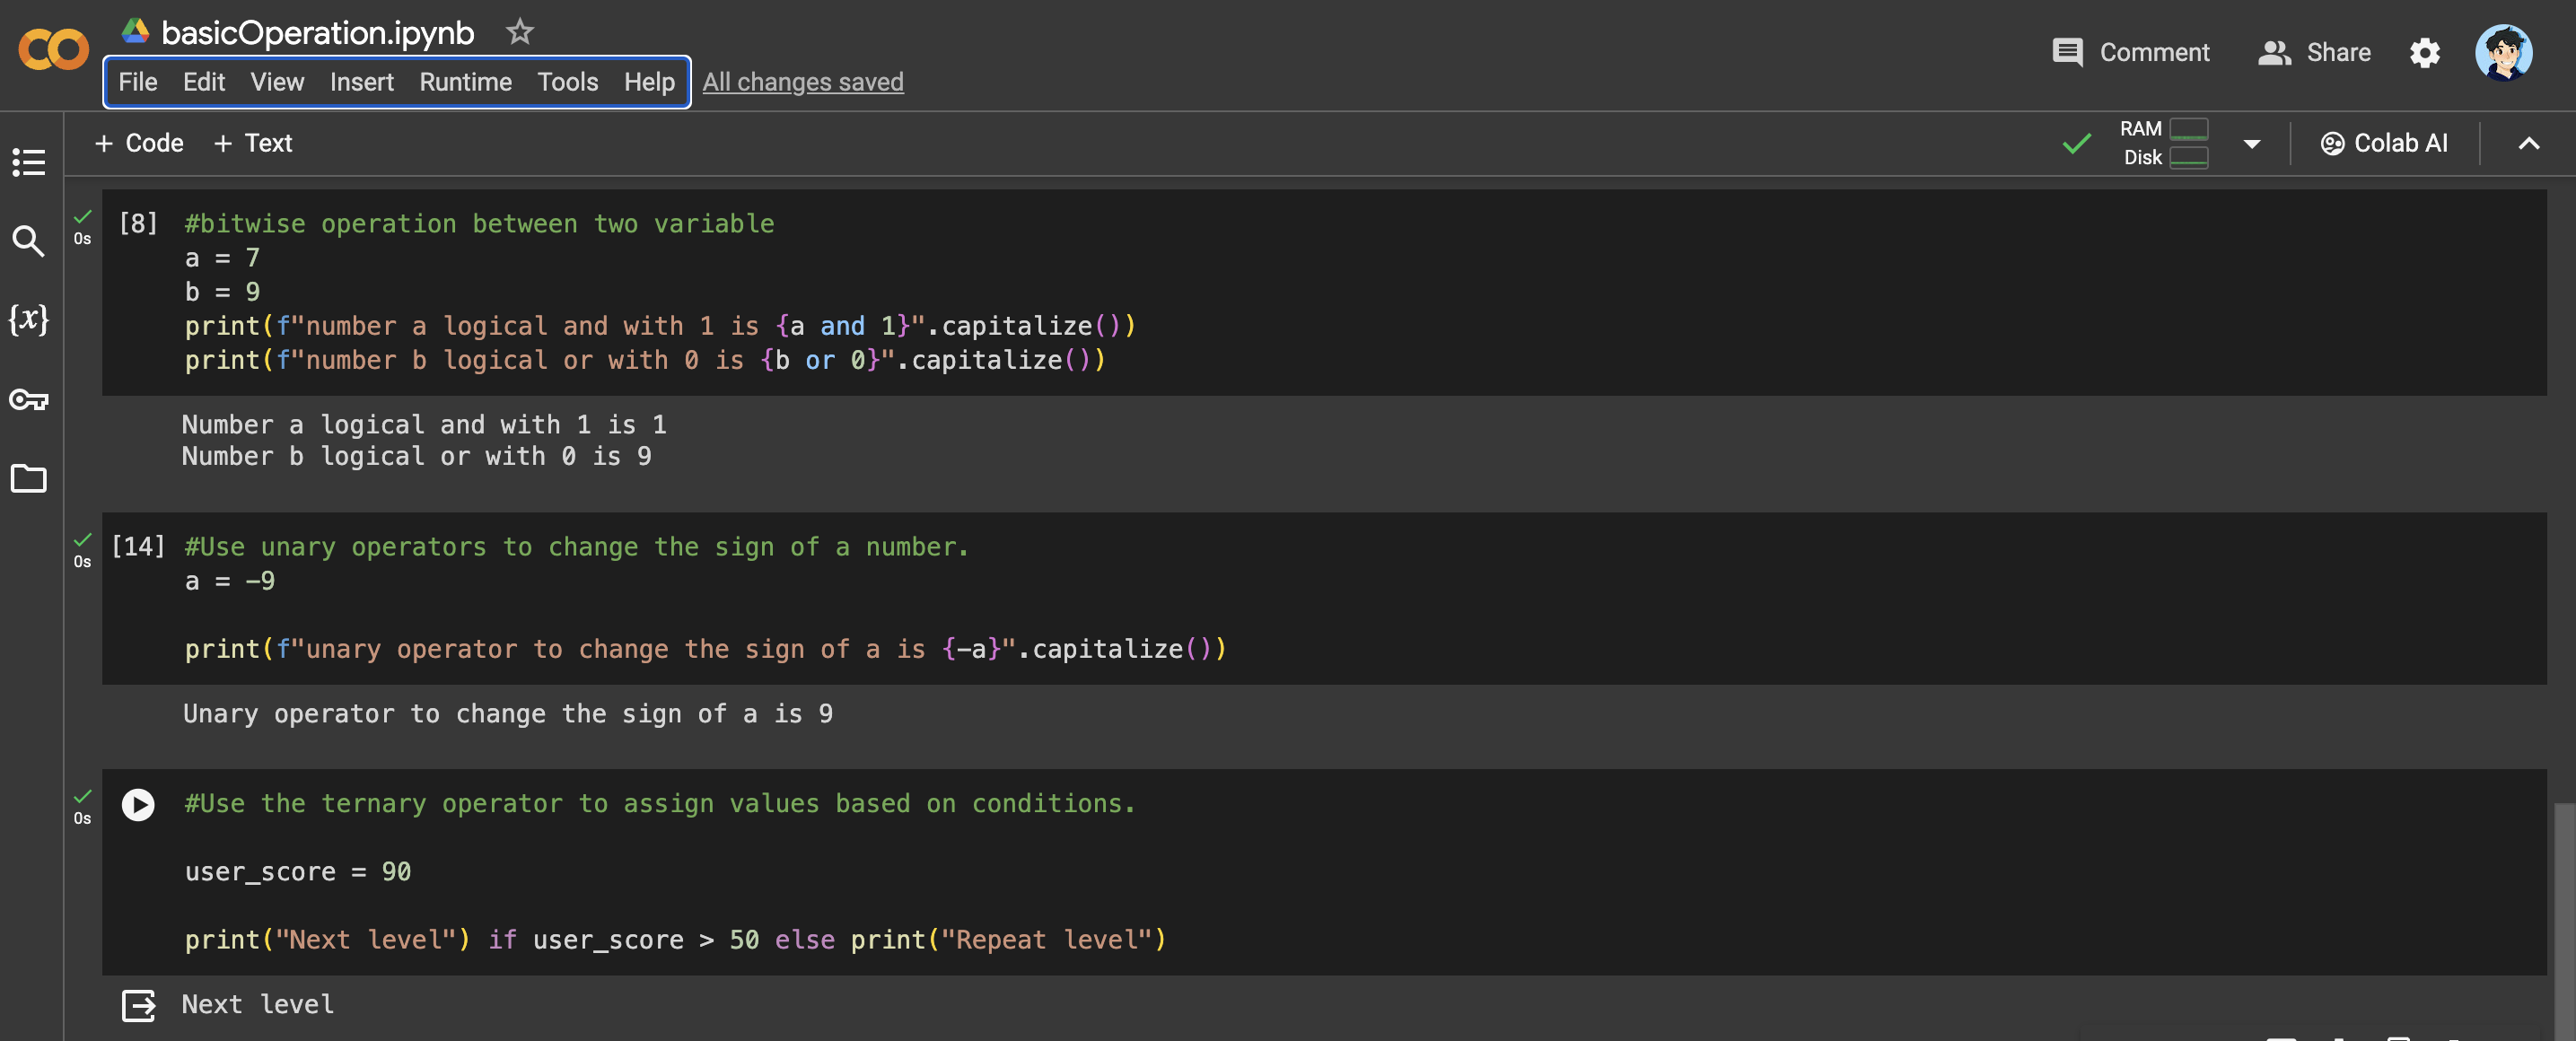 basicOperation.ipynb
File Edit View Insert Runtime Tools Help All changes saved
Comment Share
+ Code + Text
RAM
Disk
Colab AI
0s
[8] #bitwise operation between two variable
a = 7
b = 9
print(f"number a logical and with 1 is {a and 1}".capitalize())
print(f"number b logical or with 0 is {b or 0}".capitalize())
Number a logical and with 1 is 1
Number b logical or with 0 is 9
0s
[14] #Use unary operators to change the sign of a number.
a = -9
print(f"unary operator to change the sign of a is {-a}".capitalize())
Unary operator to change the sign of a is 9
0s
#Use the ternary operator to assign values based on conditions.
user_score = 90
print("Next level") if user_score > 50 else print("Repeat level")
Next level
{x}